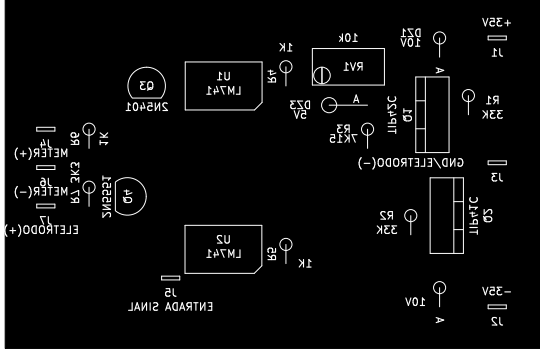 +35V
J1
DZ1
10V
A
10k
RV1
1K
R4
U1
LM741
Q3
2N5401
DZ3
5V
A
R3
7K15
TIP42C
Q1
R1
33K
J4
METER(+)
R6
1K
J6
METER(-)
R7
3K3
J7
ELETRODO(+)
2N5551
Q4
GND/ELETRODO(-)
J3
R2
33K
TIP41C
Q2
U2
LM741
R5
1K
J5
ENTRADA SINAL
10V
A
-35V
J2